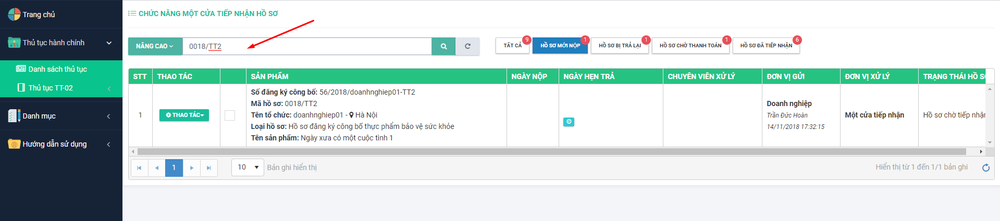 Trang chủ
Thủ tục hành chính
Danh sách thủ tục
Thủ tục TT-02
Danh mục
Hướng dẫn sử dụng
CHỨC NĂNG MỘT CỬA TIẾP NHẬN HỒ SƠ
NÂNG CAO 0018/TT2
TẤT CẢ 9 HỒ SƠ MỚI NỘP 1 HỒ SƠ BỊ TRẢ LẠI 1 HỒ SƠ CHỜ THANH TOÁN 1 HỒ SƠ ĐÃ TIẾP NHẬN 6
STT THAO TÁC SẢN PHẨM NGÀY NỘP NGÀY HẸN TRẢ CHUYÊN VIÊN XỬ LÝ ĐƠN VỊ GỬI ĐƠN VỊ XỬ LÝ TRẠNG THÁI HỒ SƠ
1 THAO TÁC
Số đăng ký công bố: 56/2018/doanhnghiep01-TT2
Mã hồ sơ: 0018/TT2
Tên tổ chức: doanhnghiep01 - Hà Nội
Loại hồ sơ: Hồ sơ đăng ký công bố thực phẩm bảo vệ sức khỏe
Tên sản phẩm: Ngày xưa có một cuộc tình 1
Doanh nghiệp
Trần Đức Hoàn
14/11/2018 17:32:15
Một cửa tiếp nhận
Hồ sơ chờ tiếp nhận
1 10 Bản ghi hiển thị Hiển thị từ 1 đến 1/1 bản ghi